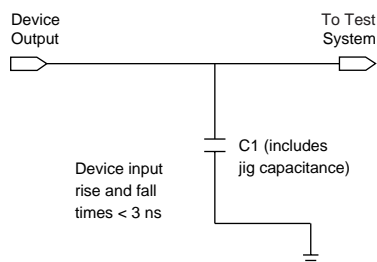 Device
Output
To Test
System
C1 (includes
jig capacitance)
Device input
rise and fall
times < 3 ns